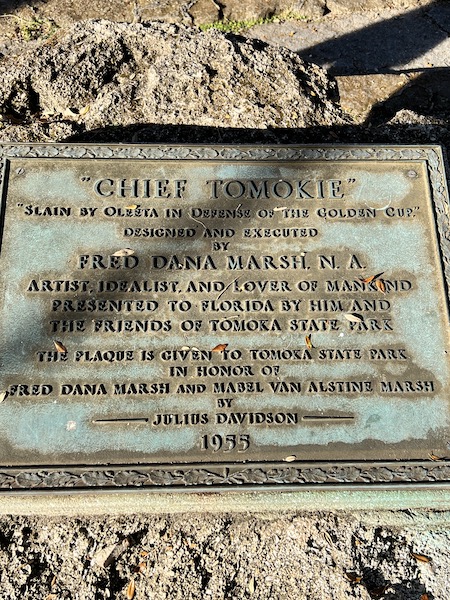 "CHIEF TOMOKIE"
"SLAIN BY OLEETA IN DEFENSE OF THE GOLDEN CUP."
DESIGNED AND EXECUTED
BY
FRED DANA MARSH, N. A.
ARTIST, IDEALIST, AND LOVER OF MANKIND
PRESENTED TO FLORIDA BY HIM AND
THE FRIENDS OF TOMOKA STATE PARK
THE PLAQUE IS GIVEN TO TOMOKA STATE PARK
IN HONOR OF
FRED DANA MARSH AND MABEL VAN ALSTINE MARSH
BY
JULIUS DAVIDSON
1955